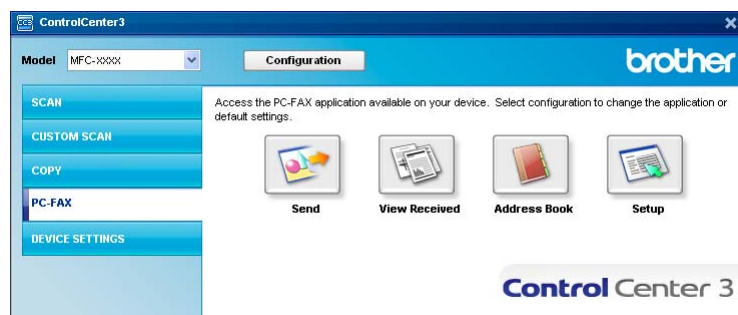 CC3 ControlCenter3
Model MFC-XXXX Configuration brother
SCAN
CUSTOM SCAN
COPY
PC-FAX
DEVICE SETTINGS
Access the PC-FAX application available on your device. Select configuration to change the application or
default settings.
Send View Received Address Book Setup
Control Center 3